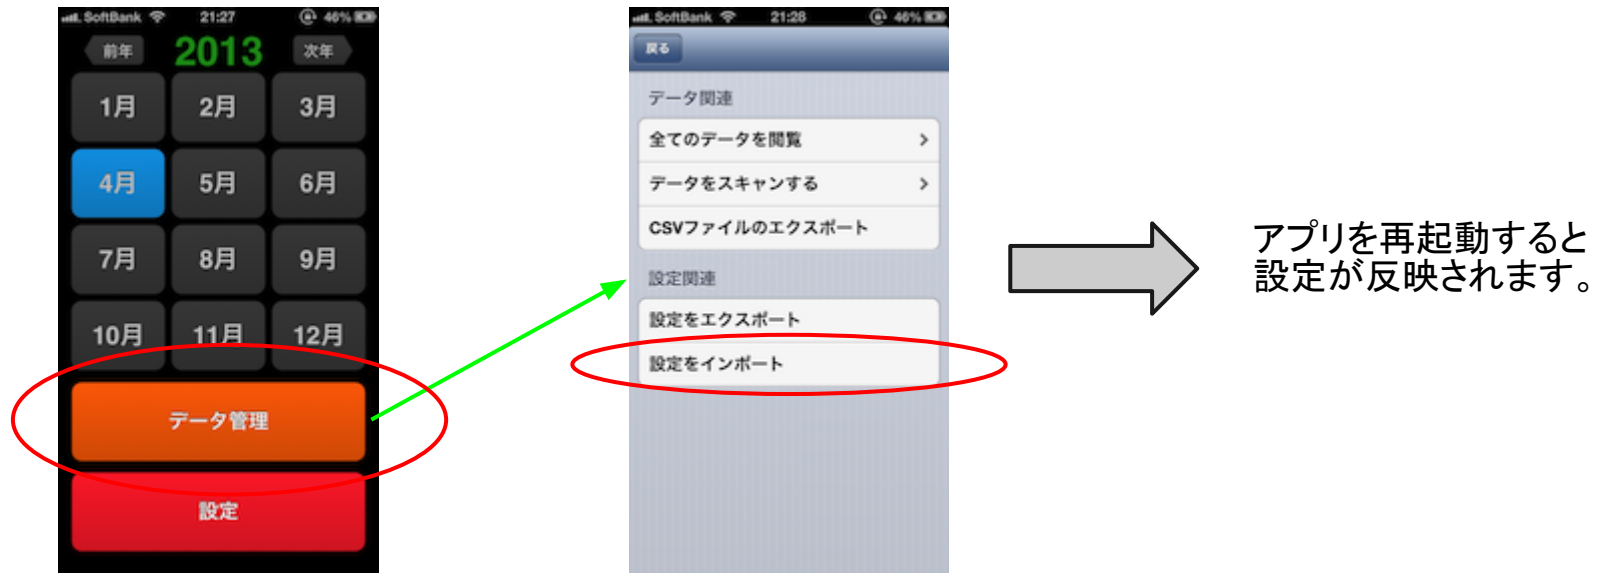 SoftBank 21:27 46%
前年 2013 次年
1月 2月 3月
4月 5月 6月
7月 8月 9月
10月 11月 12月
データ管理
設定
SoftBank 21:28 46%
戻る
データ関連
全てのデータを閲覧
データをスキャンする
CSVファイルのエクスポート
設定関連
設定をエクスポート
設定をインポート
アプリを再起動すると
設定が反映されます。